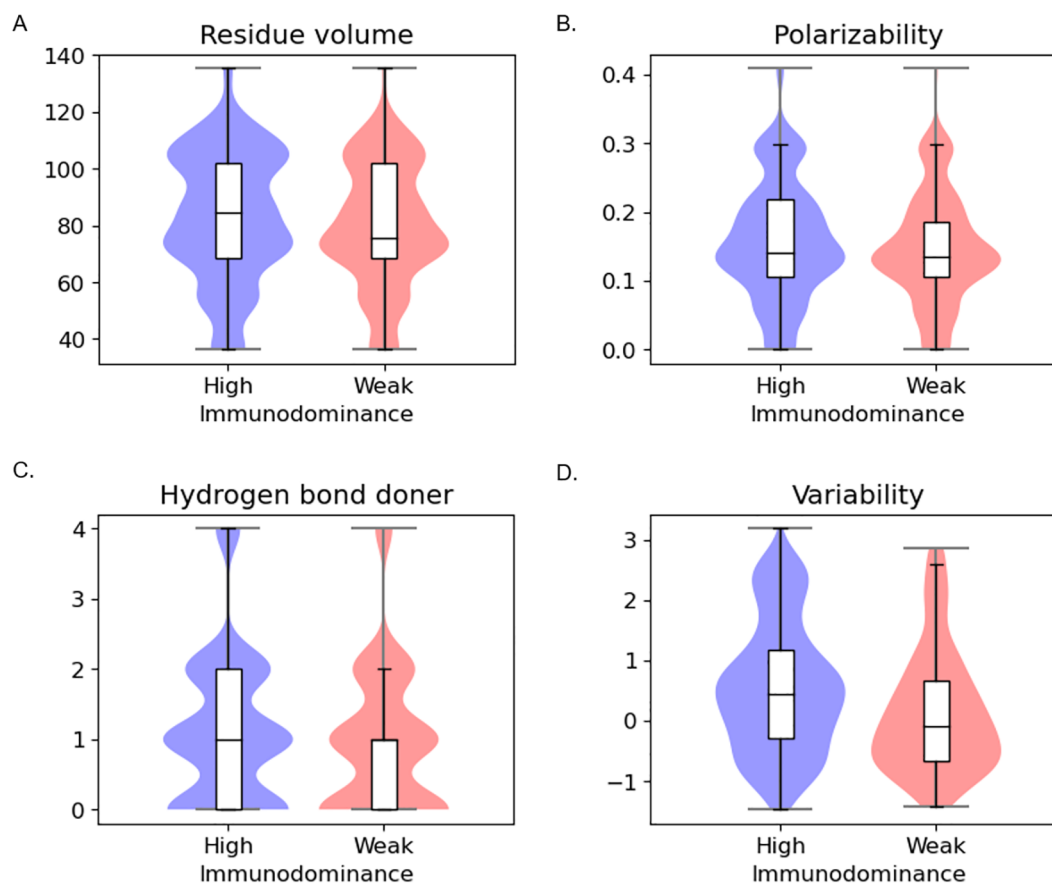 A
Residue volume
140
120
100
80
60
40
High Weak
Immunodominance
B.
Polarizability
0.4
0.3
0.2
0.1
0.0
High Weak
Immunodominance
C.
Hydrogen bond doner
4
3
2
1
0
High Weak
Immunodominance
D.
Variability
3
2
1
0
−1
High Weak
Immunodominance